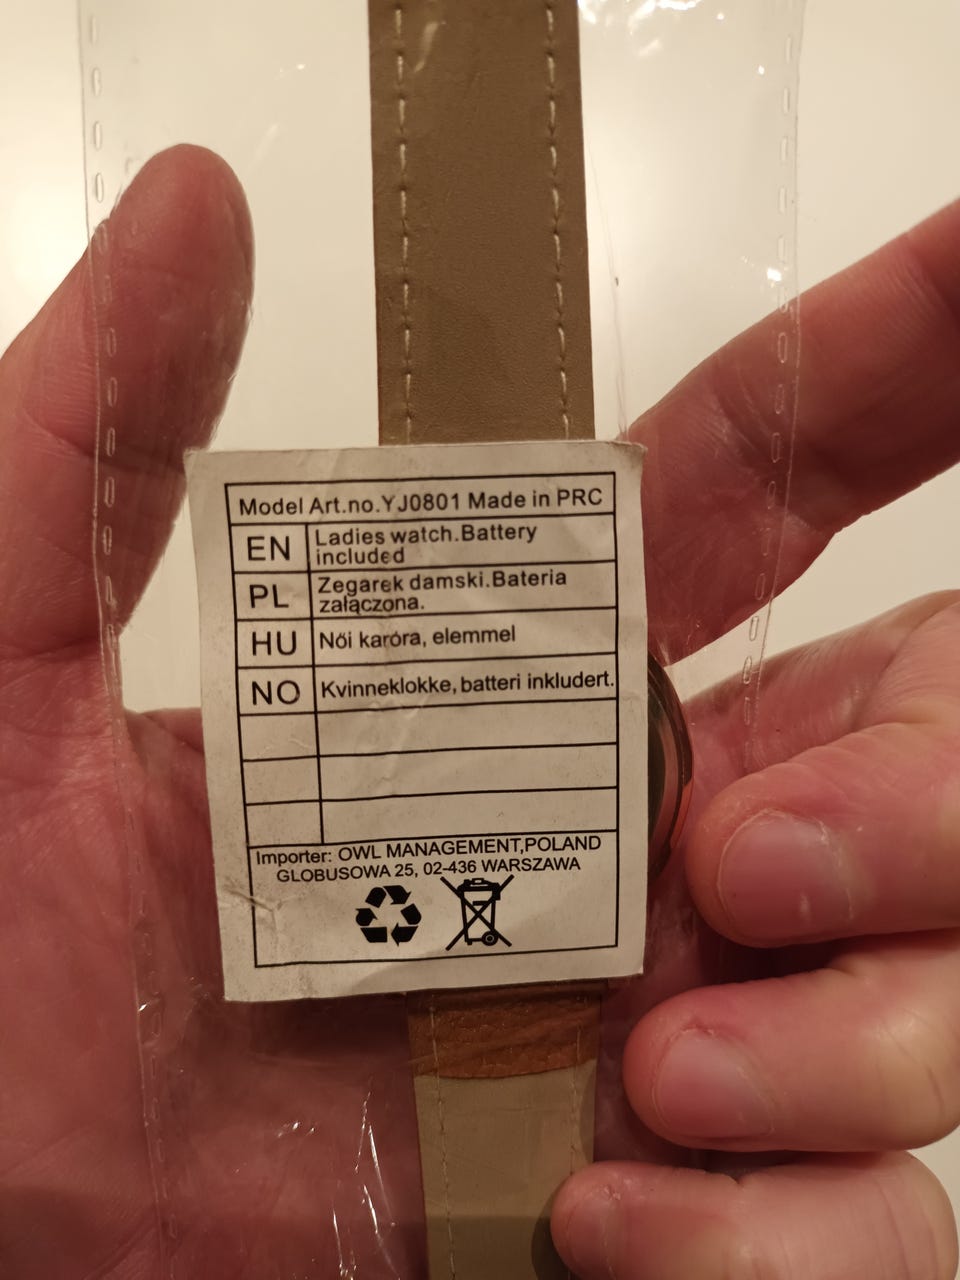 Model Art.no.YJ0801 Made in PRC
EN Ladies watch.Battery
included
PL Zegarek damski.Bateria
załączona.
HU Női karóra, elemmel
NO Kvinneklokke, batteri inkludert.
Importer: OWL MANAGEMENT,POLAND
GLOBUSOWA 25, 02-436 WARSZAWA